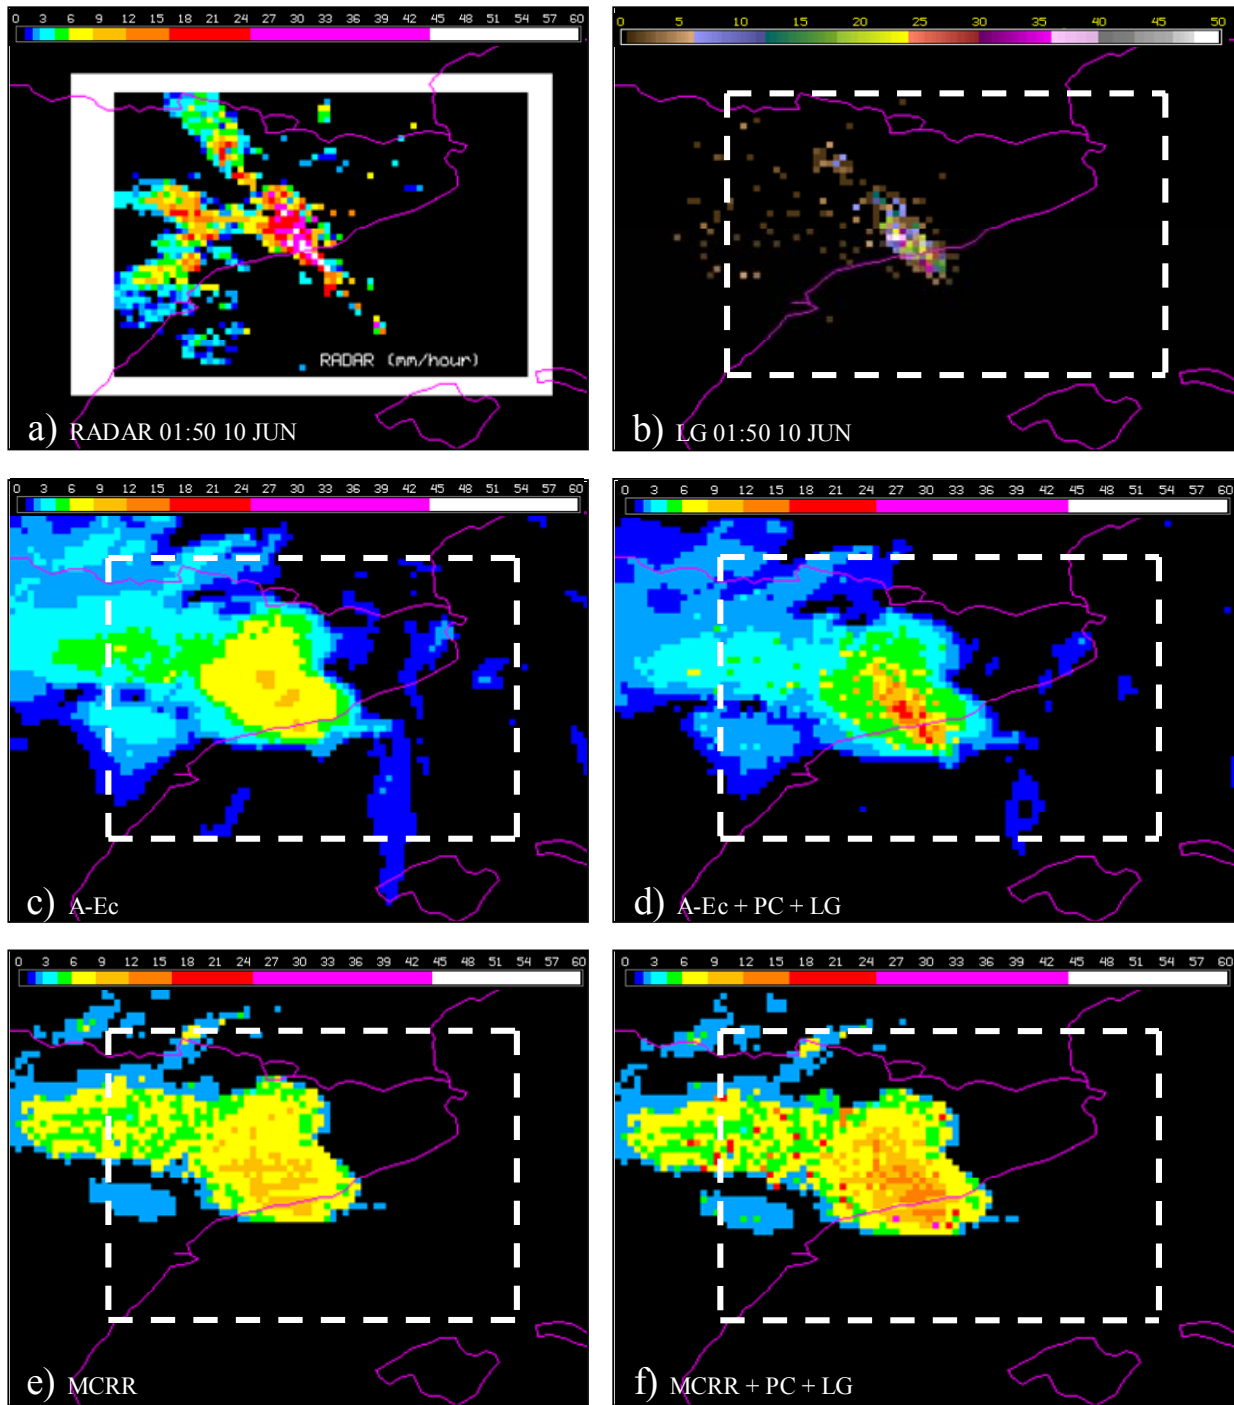 0 3 6 9 12 15 18 21 24 27 30 33 36 39 42 45 48 51 54 57 60
0 5 10 15 20 25 30 35 40 45 50
RADAR (mm/hour)
a) RADAR 01:50 10 JUN
b) LG 01:50 10 JUN
0 3 6 9 12 15 18 21 24 27 30 33 36 39 42 45 48 51 54 57 60
0 3 6 9 12 15 18 21 24 27 30 33 36 39 42 45 48 51 54 57 60
c) A-Ec
d) A-Ec + PC + LG
0 3 6 9 12 15 18 21 24 27 30 33 36 39 42 45 48 51 54 57 60
0 3 6 9 12 15 18 21 24 27 30 33 36 39 42 45 48 51 54 57 60
e) MCRR
f) MCRR + PC + LG